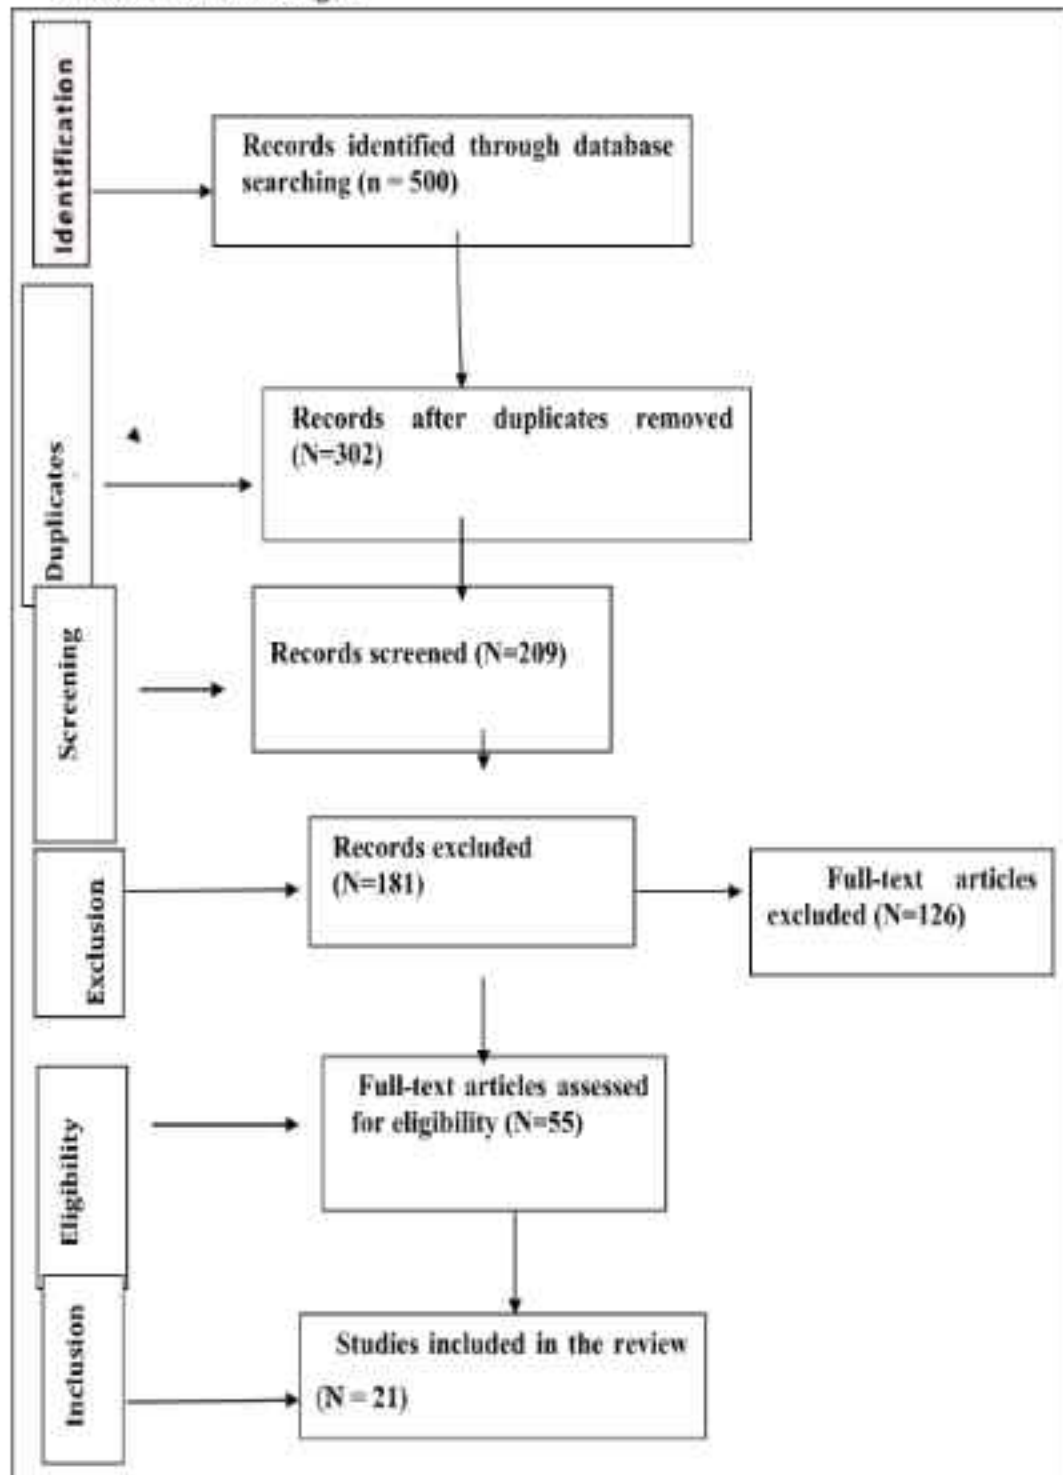 Identification
Records identified through database
searching (n = 500)
Duplicates
Records after duplicates removed
(N=302)
Screening
Records screened (N=209)
Exclusion
Records excluded
(N=181)
Full-text articles
excluded (N=126)
Eligibility
Full-text articles assessed
for eligibility (N=55)
Inclusion
Studies included in the review
(N = 21)